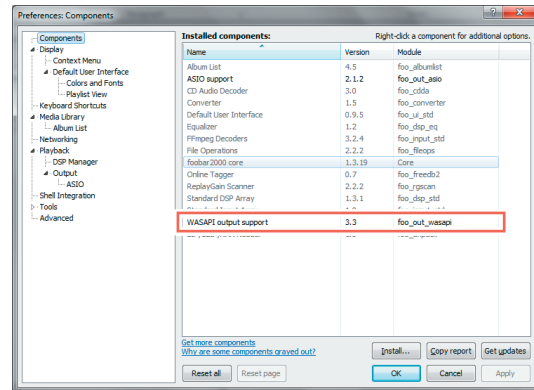 Preferences: Components
Components
Display
Context Menu
Default User Interface
Colors and Fonts
Playlist View
Keyboard Shortcuts
Media Library
Album List
Networking
Playback
DSP Manager
Output
ASIO
Shell Integration
Tools
Advanced
Installed components: Right-click a component for additional options.
Name Version Module
Album List 4.5 foo_albumlist
ASIO support 2.1.2 foo_out_asio
CD Audio Decoder 3.0 foo_cdda
Converter 1.5 foo_converter
Default User Interface 0.9.5 foo_ui_std
Equalizer 1.2 foo_dsp_eq
FFmpeg Decoders 3.2.4 foo_input_std
File Operations 2.2.2 foo_fileops
foobar2000 core 1.3.19 Core
Online Tagger 0.7 foo_freedb2
ReplayGain Scanner 2.2.2 foo_rgscan
Standard DSP Array 1.3.1 foo_dsp_std
WASAPI output support 3.3 foo_out_wasapi
Get more components
Why are some components grayed out?
Install... Copy report Get updates
Reset all Reset page OK Cancel Apply